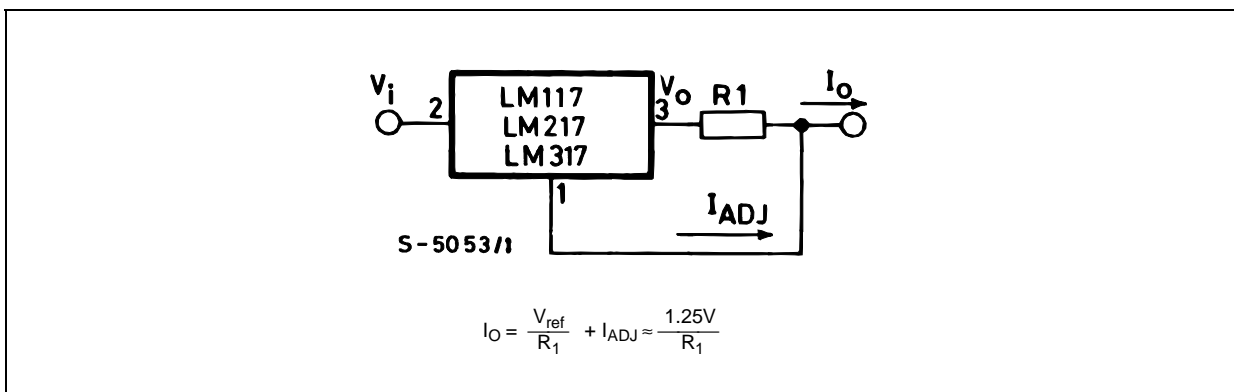 Vi
2
LM117
LM217
LM317
Vo
3
R1
Io
1
IADJ
S-5053/1
IO = Vref / R1 + IADJ ≈ 1.25V / R1